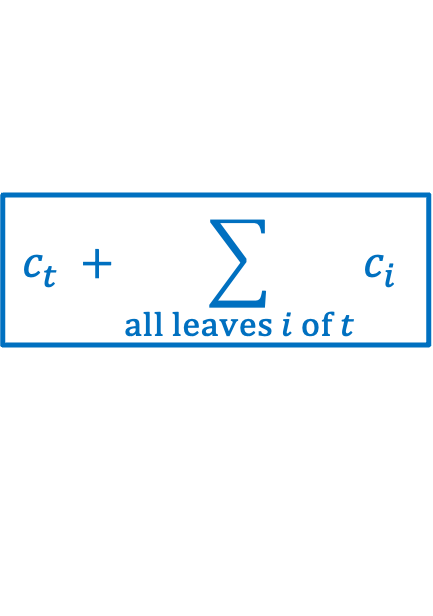 c_t + ∑ c_i
all leaves i of t